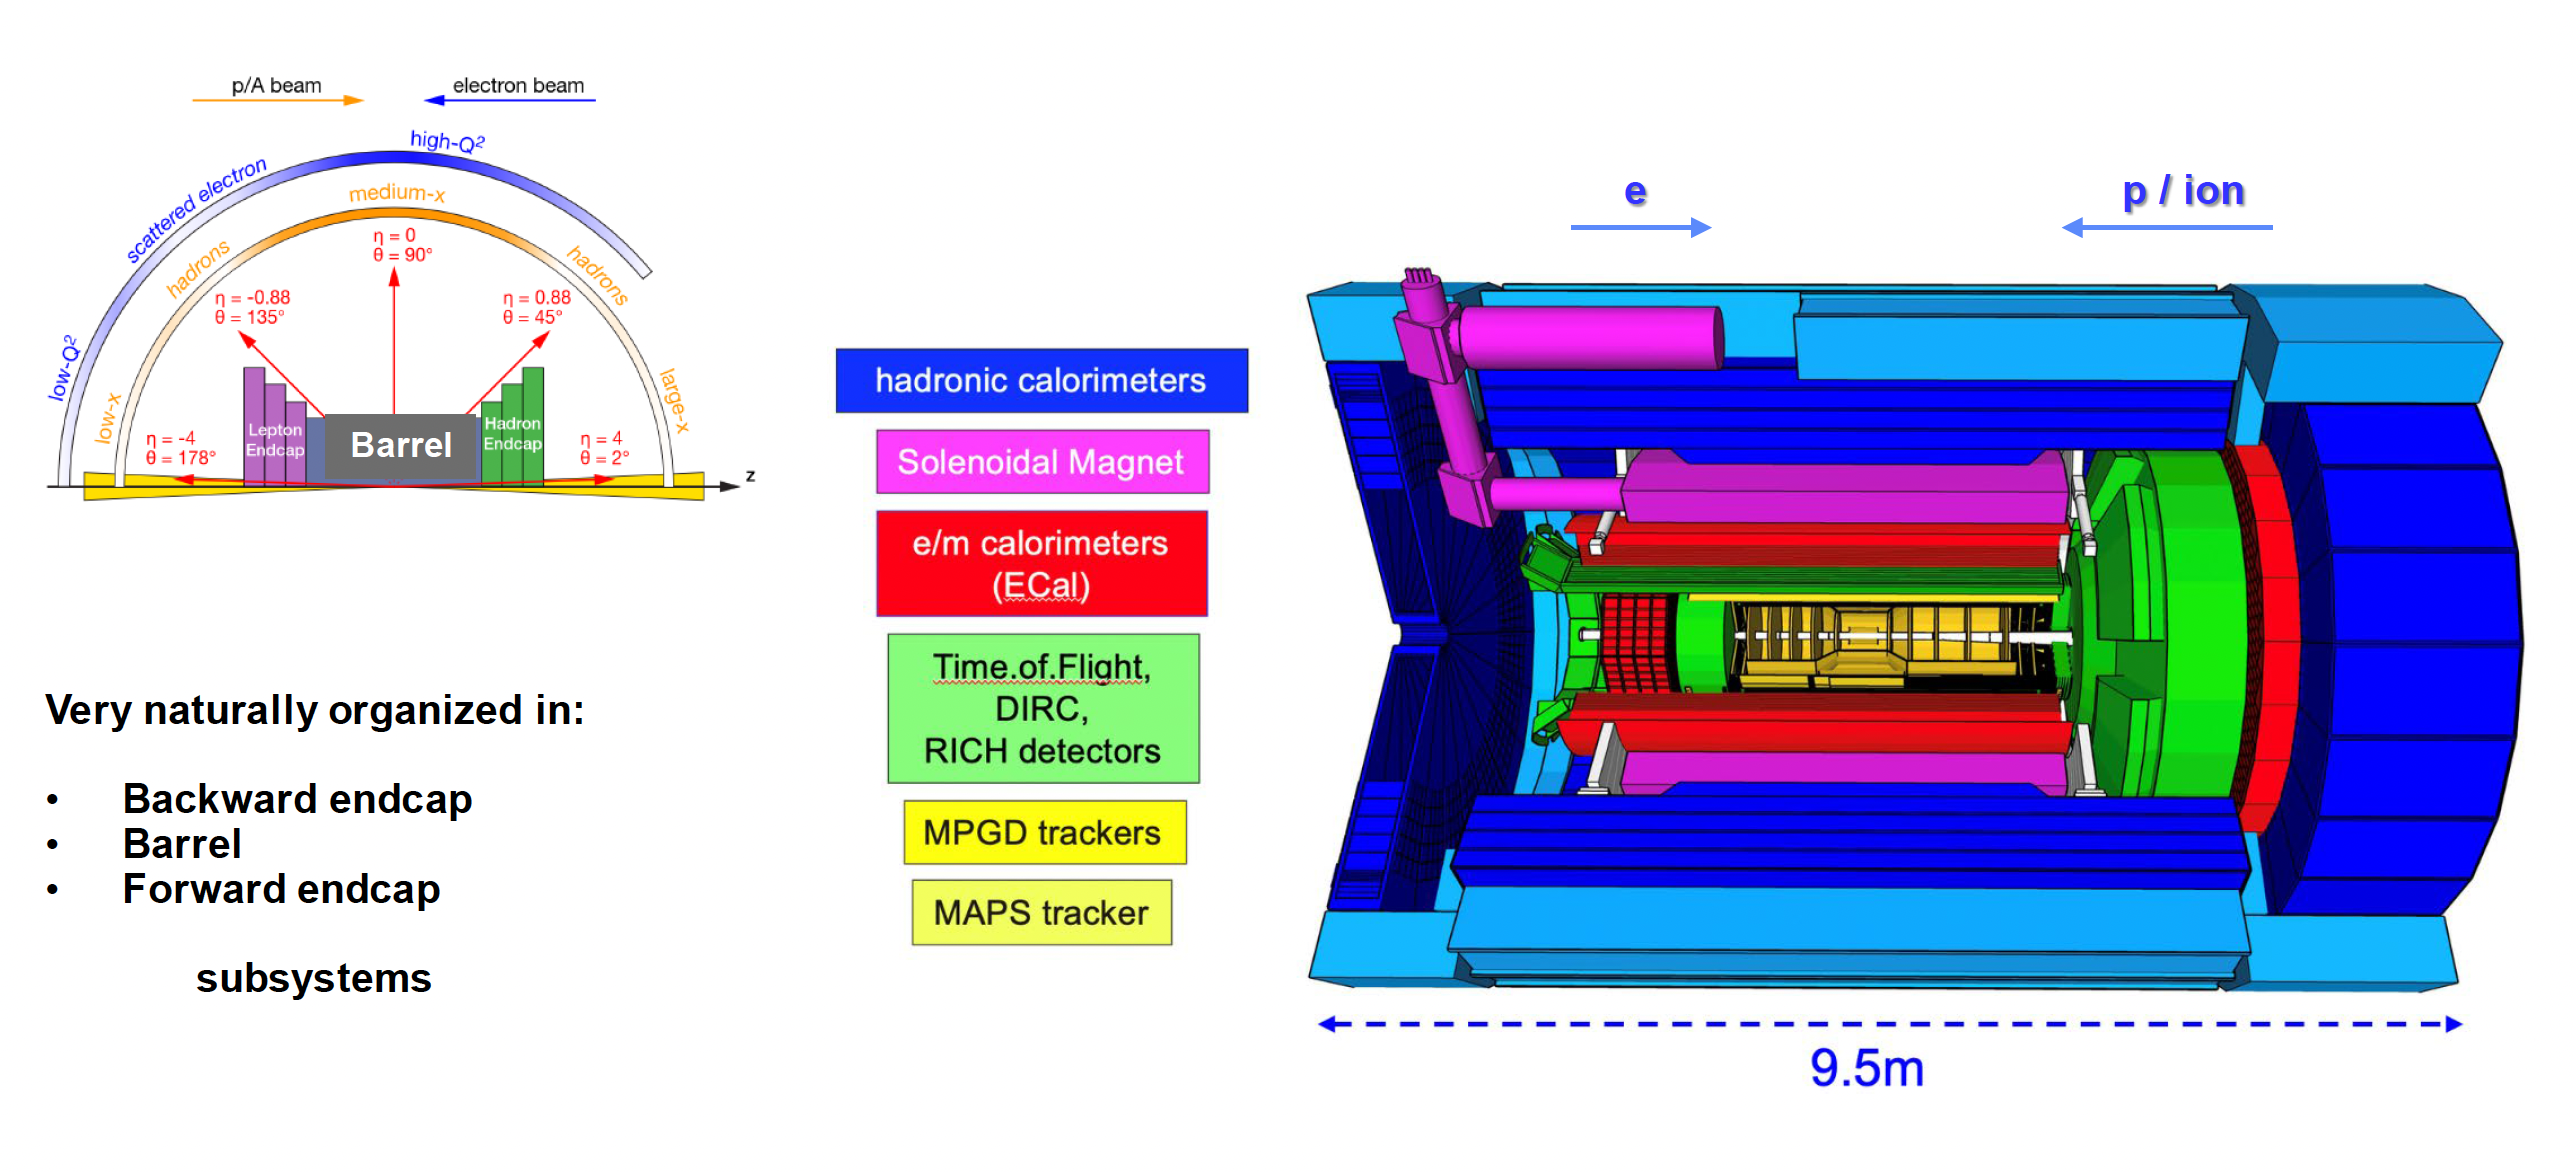 p/A beam
electron beam
high-Q²
scattered electron
medium-x
η = 0
θ = 90°
hadrons
hadrons
η = -0.88
θ = 135°
η = 0.88
θ = 45°
low-Q²
low-x
large-x
Lepton
Endcap
Barrel
Hadron
Endcap
η = -4
θ = 178°
η = 4
θ = 2°
z
Very naturally organized in:
• Backward endcap
• Barrel
• Forward endcap
subsystems
hadronic calorimeters
Solenoidal Magnet
e/m calorimeters
(ECal)
Time.of.Flight,
DIRC,
RICH detectors
MPGD trackers
MAPS tracker
e
p / ion
9.5m